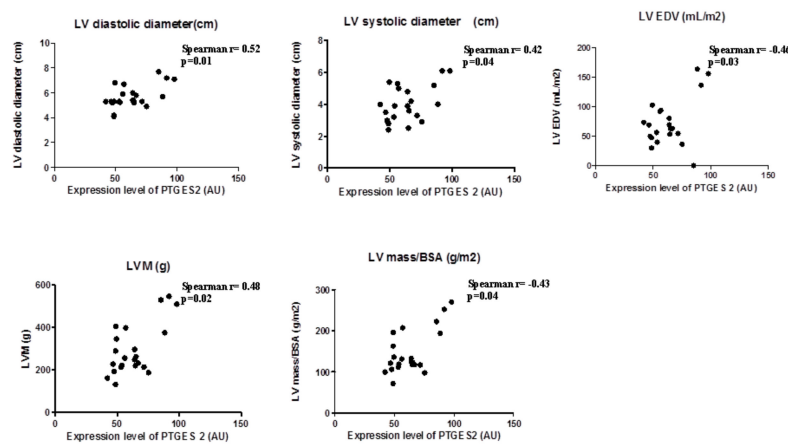 LV diastolic diameter(cm)
Spearman r= 0.52
p=0.01
LV diastolic diameter (cm)
10
8
6
4
2
0
0 50 100 150
Expression level of PTGES2 (AU)
LV systolic diameter (cm)
Spearman r= 0.42
p=0.04
LV systolic diameter (cm)
8
6
4
2
0
0 50 100 150
Expression level of PTGES 2 (AU)
LV EDV (mL/m2)
Spearman r= -0.46
p=0.03
LV EDV (mL/m2)
200
150
100
50
0
0 50 100 150
Expression level of PTGES2 (AU)
LVM (g)
Spearman r= 0.48
p=0.02
LVM (g)
600
400
200
0
0 50 100 150
Expression level of PTGES 2 (AU)
LV mass/BSA (g/m2)
Spearman r= -0.43
p=0.04
LV mass/BSA (g/m2)
300
200
100
0
0 50 100 150
Expression level of PTGES2 (AU)